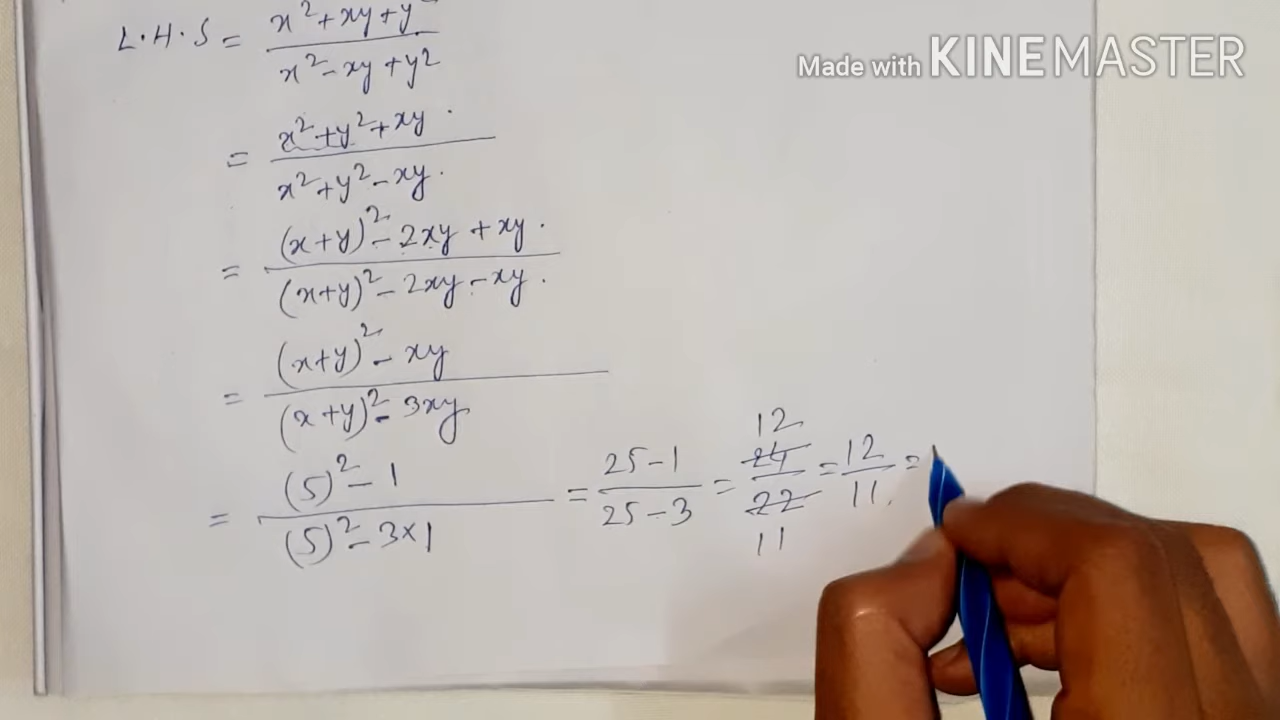 Made with KINEMASTER
L.H.S = x²+xy+y² / x²-xy+y²
= x²+y²+xy. / x²+y²-xy.
= (x+y)²-2xy+xy. / (x+y)²-2xy-xy.
= (x+y)²-xy / (x+y)²-3xy
= (5)²-1 / (5)²-3×1 = 25-1 / 25-3 = 12 24 / 22 11 = 12 / 11. =